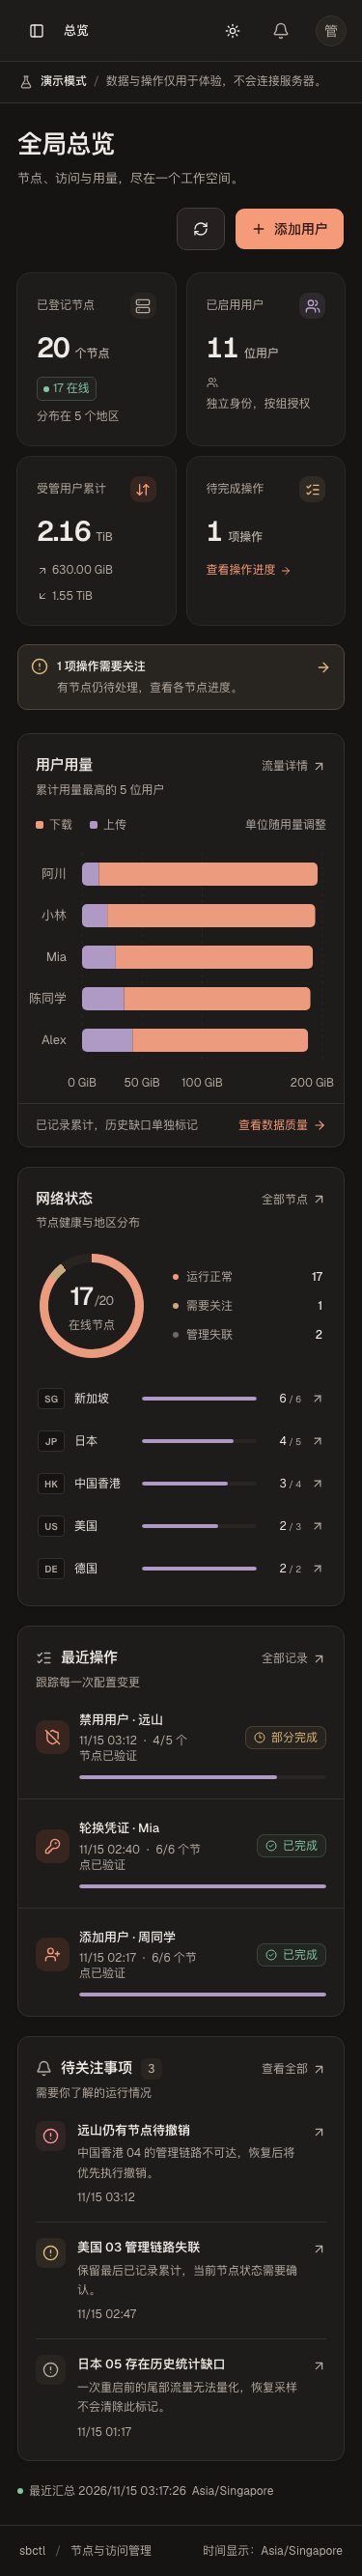 总览
管
演示模式 / 数据与操作仅用于体验，不会连接服务器。
全局总览
节点、访问与用量，尽在一个工作空间。
添加用户
已登记节点
20 个节点
17 在线
分布在 5 个地区
已启用用户
11 位用户
独立身份，按组授权
受管用户累计
2.16 TiB
630.00 GiB
1.55 TiB
待完成操作
1 项操作
查看操作进度
1 项操作需要关注
有节点仍待处理，查看各节点进度。
用户用量
流量详情
累计用量最高的 5 位用户
下载 上传 单位随用量调整
阿川
小林
Mia
陈同学
Alex
0 GiB 50 GiB 100 GiB 200 GiB
已记录累计，历史缺口单独标记
查看数据质量
网络状态
全部节点
节点健康与地区分布
17/20
在线节点
运行正常 17
需要关注 1
管理失联 2
SG 新加坡 6 / 6
JP 日本 4 / 5
HK 中国香港 3 / 4
US 美国 2 / 3
DE 德国 2 / 2
最近操作
全部记录
跟踪每一次配置变更
禁用用户 · 远山
11/15 03:12 · 4/5 个
节点已验证
部分完成
轮换凭证 · Mia
11/15 02:40 · 6/6 个节
点已验证
已完成
添加用户 · 周同学
11/15 02:17 · 6/6 个节
点已验证
已完成
待关注事项 3
查看全部
需要你了解的运行情况
远山仍有节点待撤销
中国香港 04 的管理链路不可达，恢复后将
优先执行撤销。
11/15 03:12
美国 03 管理链路失联
保留最后已记录累计，当前节点状态需要确
认。
11/15 02:47
日本 05 存在历史统计缺口
一次重启前的尾部流量无法量化，恢复采样
不会清除此标记。
11/15 01:17
最近汇总 2026/11/15 03:17:26 Asia/Singapore
sbctl / 节点与访问管理
时间显示：Asia/Singapore